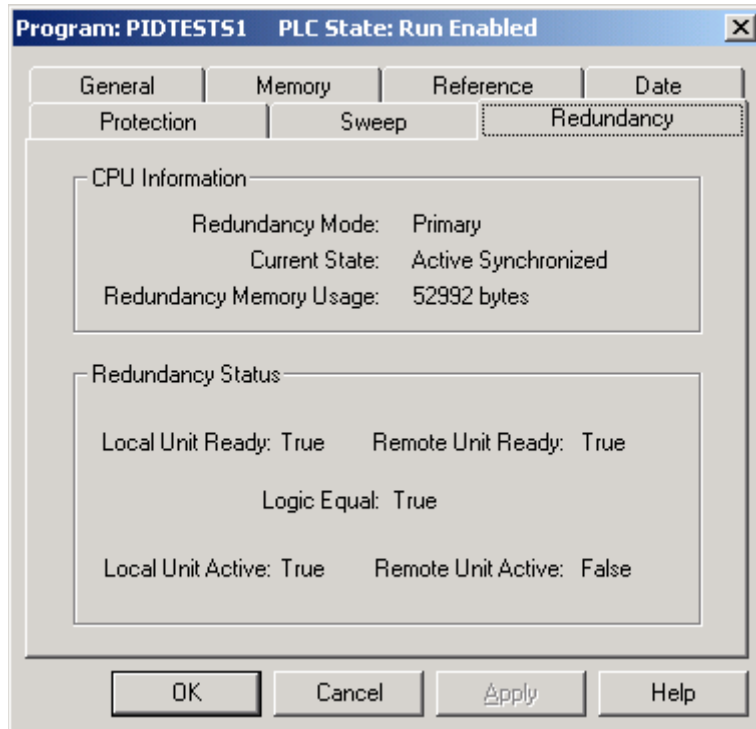 Program: PIDTESTS1 PLC State: Run Enabled
General Memory Reference Date
Protection Sweep Redundancy
CPU Information
Redundancy Mode: Primary
Current State: Active Synchronized
Redundancy Memory Usage: 52992 bytes
Redundancy Status
Local Unit Ready: True Remote Unit Ready: True
Logic Equal: True
Local Unit Active: True Remote Unit Active: False
OK Cancel Apply Help